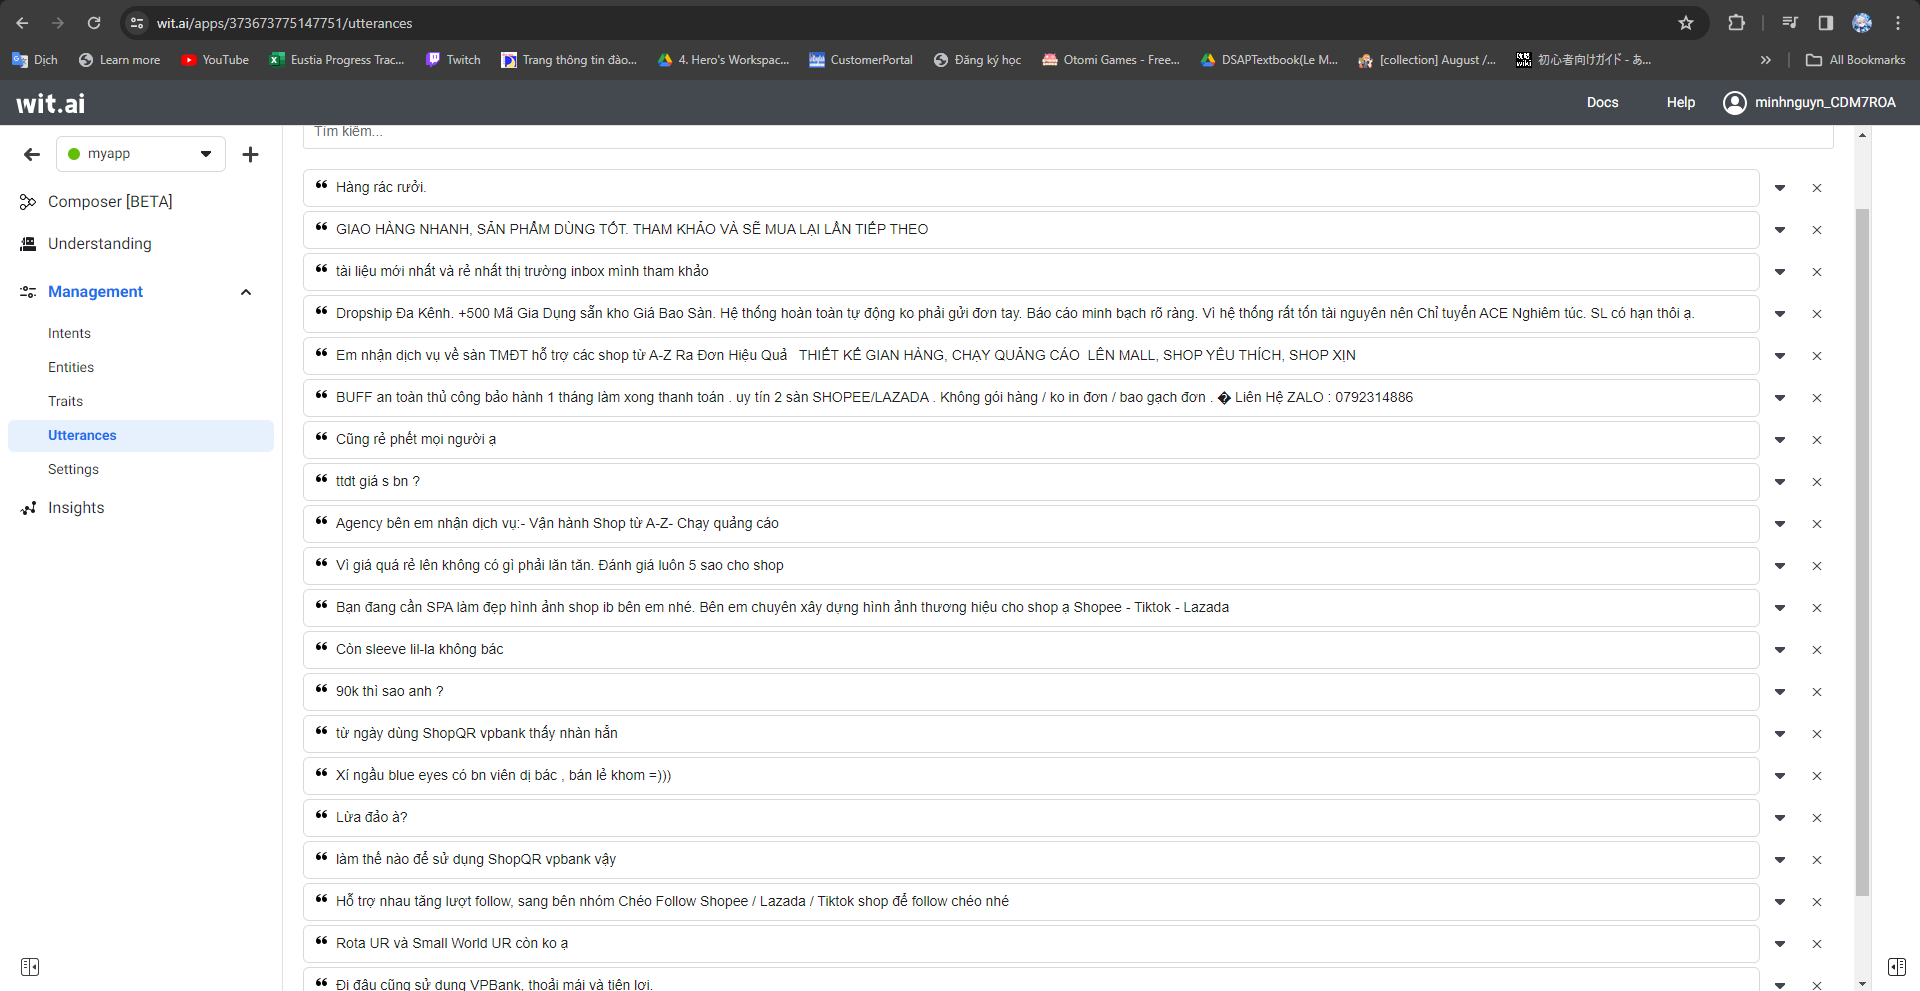 wit.ai/apps/373673775147751/utterances
Dịch
Learn more
YouTube
Eustia Progress Trac...
Twitch
Trang thông tin đào...
4. Hero's Workspac...
CustomerPortal
Đăng ký học
Otomi Games - Free...
DSAPTextbook(Le M...
[collection] August /...
初心者向けガイド - あ...
All Bookmarks
wit.ai
Docs
Help
minhnguyn_CDM7ROA
myapp
Composer [BETA]
Understanding
Management
Intents
Entities
Traits
Utterances
Settings
Insights
Tìm kiếm...
Hàng rác rưởi.
GIAO HÀNG NHANH, SẢN PHẨM DÙNG TỐT. THAM KHẢO VÀ SẼ MUA LẠI LẦN TIẾP THEO
tài liệu mới nhất và rẻ nhất thị trường inbox mình tham khảo
Dropship Đa Kênh. +500 Mã Gia Dụng sẵn kho Giá Bao Sàn. Hệ thống hoàn toàn tự động ko phải gửi đơn tay. Báo cáo minh bạch rõ ràng. Vì hệ thống rất tốn tài nguyên nên Chỉ tuyển ACE Nghiêm túc. SL có hạn thôi ạ.
Em nhận dịch vụ về sàn TMĐT hỗ trợ các shop từ A-Z Ra Đơn Hiệu Quả THIẾT KẾ GIAN HÀNG, CHẠY QUẢNG CÁO LÊN MALL, SHOP YÊU THÍCH, SHOP XỊN
BUFF an toàn thủ công bảo hành 1 tháng làm xong thanh toán . uy tín 2 sàn SHOPEE/LAZADA . Không gói hàng / ko in đơn / bao gạch đơn . � Liên Hệ ZALO : 0792314886
Cũng rẻ phết mọi người ạ
ttdt giá s bn ?
Agency bên em nhận dịch vụ:- Vận hành Shop từ A-Z- Chạy quảng cáo
Vì giá quá rẻ lên không có gì phải lăn tăn. Đánh giá luôn 5 sao cho shop
Bạn đang cần SPA làm đẹp hình ảnh shop ib bên em nhé. Bên em chuyên xây dựng hình ảnh thương hiệu cho shop ạ Shopee - Tiktok - Lazada
Còn sleeve lil-la không bác
90k thì sao anh ?
từ ngày dùng ShopQR vpbank thấy nhàn hẳn
Xí ngầu blue eyes có bn viên dị bác , bán lẻ khom =)))
Lừa đảo à?
làm thế nào để sử dụng ShopQR vpbank vậy
Hỗ trợ nhau tăng lượt follow, sang bên nhóm Chéo Follow Shopee / Lazada / Tiktok shop để follow chéo nhé
Rota UR và Small World UR còn ko ạ
Đi đâu cũng sử dụng VPBank, thoải mái và tiện lợi.